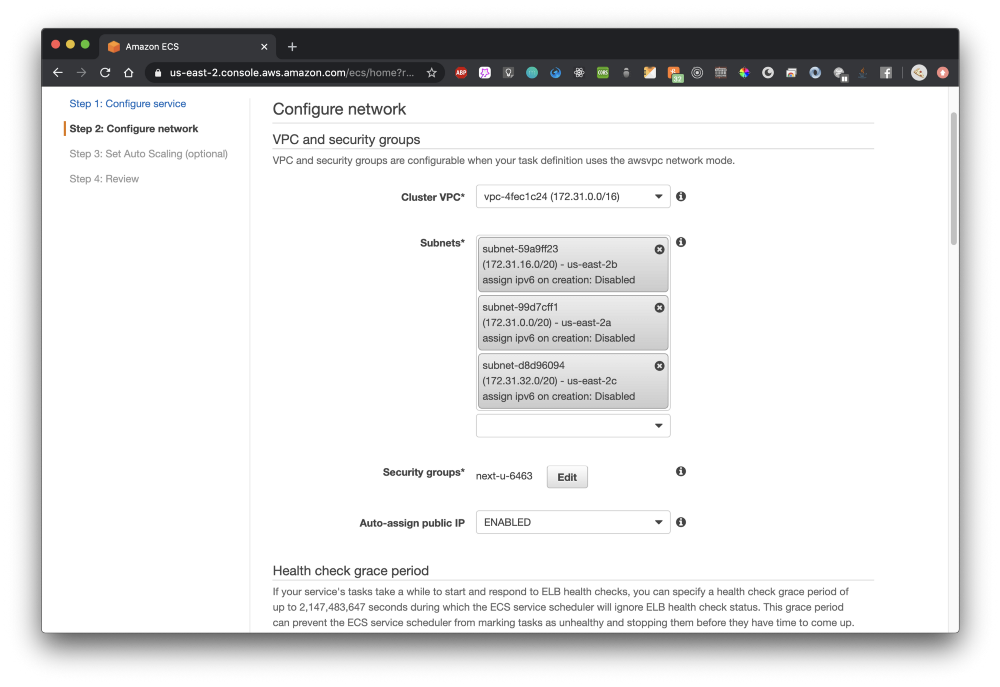 Amazon ECS
us-east-2.console.aws.amazon.com/ecs/home?r...
ABP
CORS
32
Step 1: Configure service
Step 2: Configure network
Step 3: Set Auto Scaling (optional)
Step 4: Review
Configure network
VPC and security groups
VPC and security groups are configurable when your task definition uses the awsvpc network mode.
Cluster VPC*
vpc-4fec1c24 (172.31.0.0/16)
Subnets*
subnet-59a9ff23
(172.31.16.0/20) - us-east-2b
assign ipv6 on creation: Disabled
subnet-99d7cff1
(172.31.0.0/20) - us-east-2a
assign ipv6 on creation: Disabled
subnet-d8d96094
(172.31.32.0/20) - us-east-2c
assign ipv6 on creation: Disabled
Security groups*
next-u-6463
Edit
Auto-assign public IP
ENABLED
Health check grace period
If your service's tasks take a while to start and respond to ELB health checks, you can specify a health check grace period of
up to 2,147,483,647 seconds during which the ECS service scheduler will ignore ELB health check status. This grace period
can prevent the ECS service scheduler from marking tasks as unhealthy and stopping them before they have time to come up.